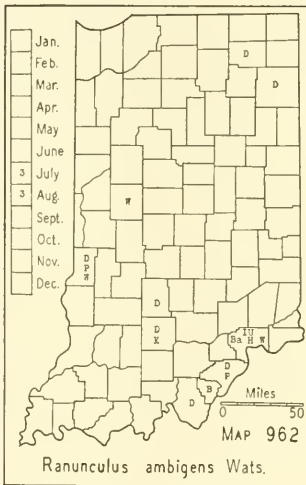 Jan.
Feb.
Mar.
Apr.
May
June
3 July
3 Aug.
Sept.
Oct.
Nov.
Dec.
D
D
W
D
P
W
D
D
K
IU
Ba H W
D
P
B
D
Miles
0 50
MAP 962
Ranunculus ambigens Wats.